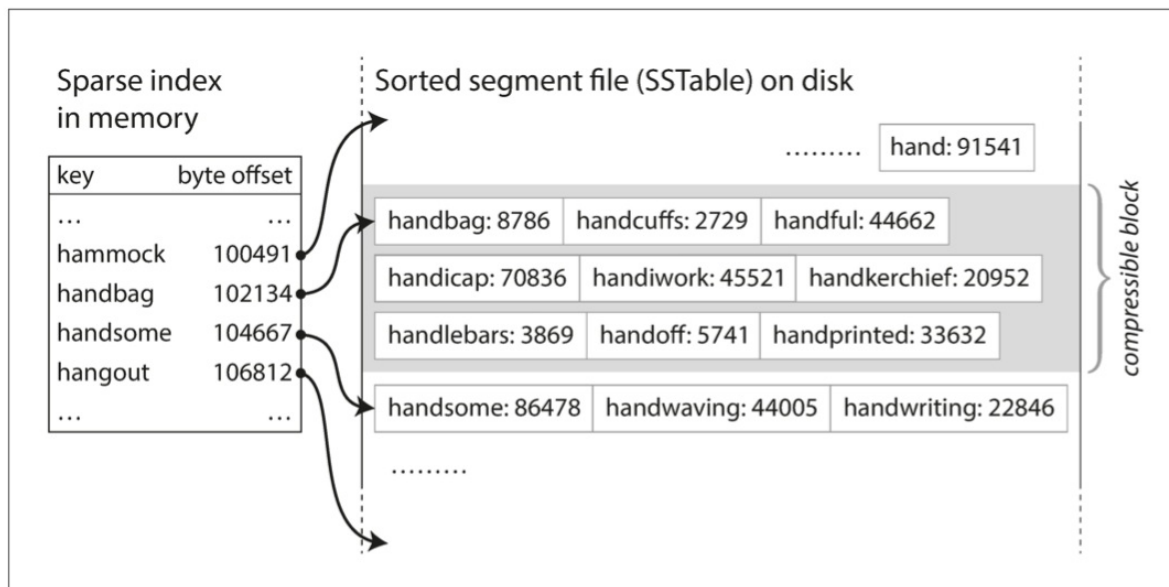 Sparse index
in memory
key byte offset
... ...
hammock 100491
handbag 102134
handsome 104667
hangout 106812
... ...
Sorted segment file (SSTable) on disk
......... hand: 91541
handbag: 8786 handcuffs: 2729 handful: 44662
handicap: 70836 handiwork: 45521 handkerchief: 20952
handlebars: 3869 handoff: 5741 handprinted: 33632
handsome: 86478 handwaving: 44005 handwriting: 22846
.........
compressible block